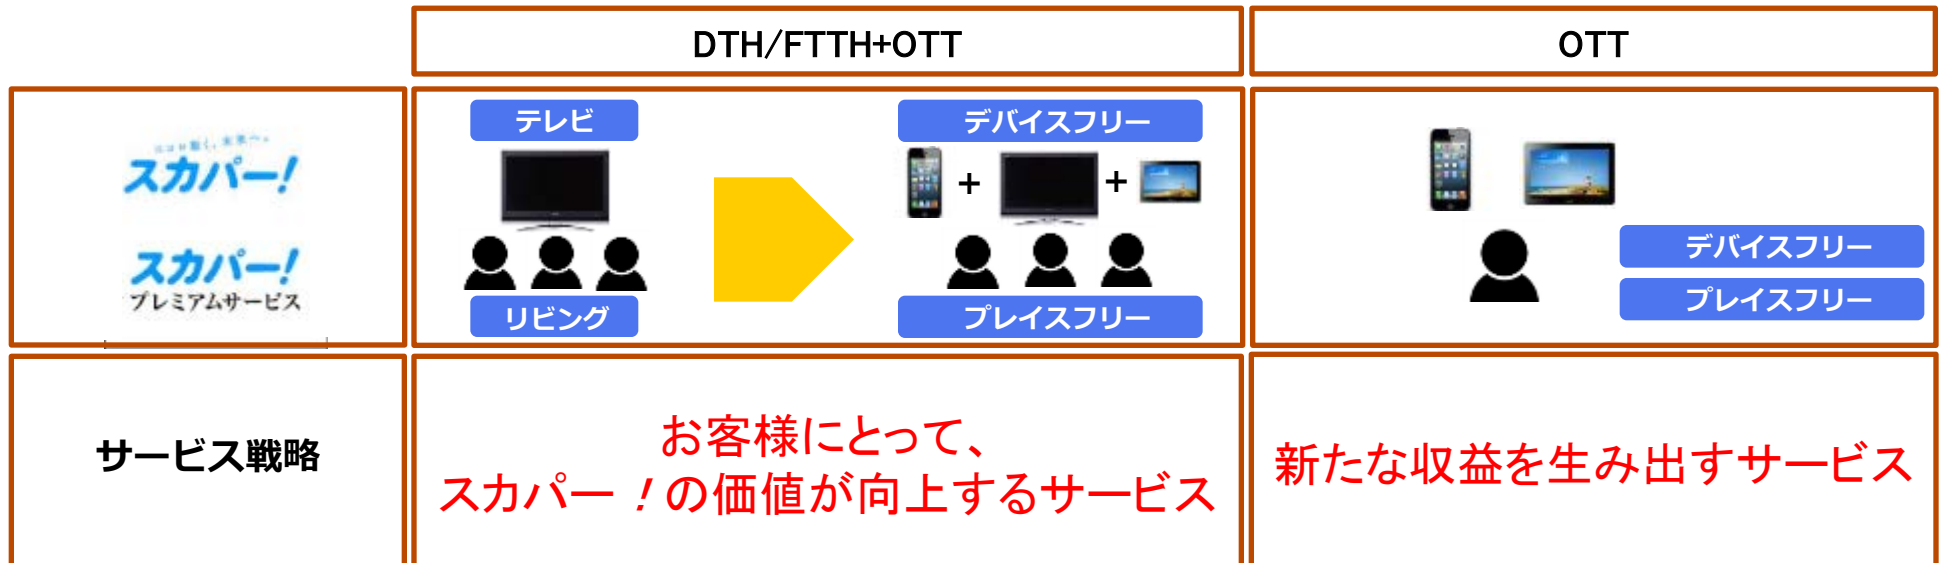 DTH/FTTH+OTT
OTT
スカパー!
スカパー!
プレミアムサービス
テレビ
リビング
デバイスフリー
+
+
プレイスフリー
デバイスフリー
プレイスフリー
サービス戦略
お客様にとって、
スカパー！の価値が向上するサービス
新たな収益を生み出すサービス